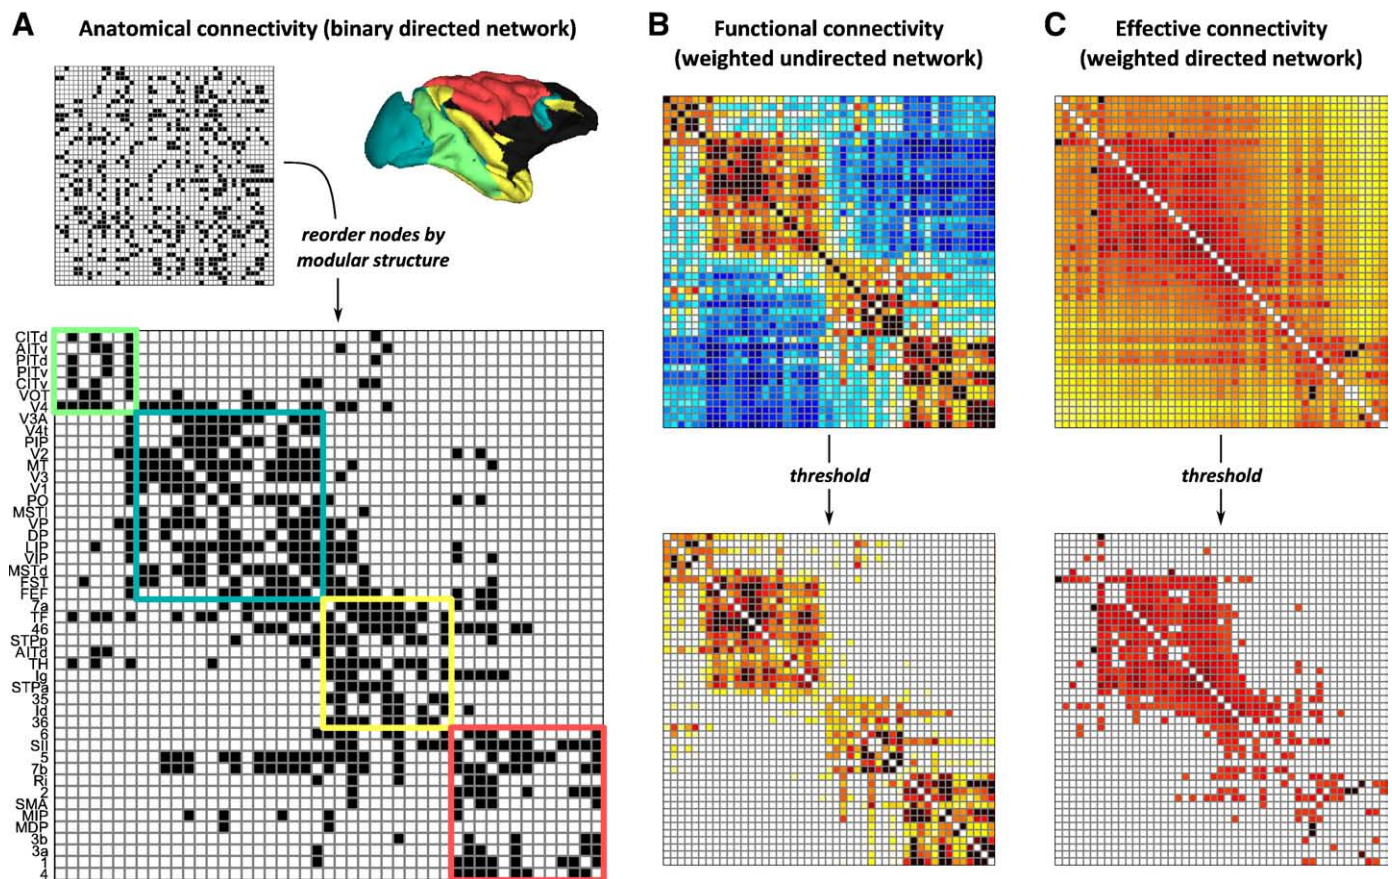 A
Anatomical connectivity (binary directed network)
reorder nodes by
modular structure
CITd
AITv
PITd
PITv
CITv
VOT
V4
V3A
V4t
PIP
V2
MT
V3
V1
PO
MSTl
VP
DP
LIP
VIP
MSTd
FST
FEF
7a
TF
46
STPp
AITd
TH
Ig
STPa
35
Id
36
6
SII
5
7b
Ri
2
SMA
MIP
MDP
3b
3a
1
4
B
Functional connectivity
(weighted undirected network)
threshold
C
Effective connectivity
(weighted directed network)
threshold